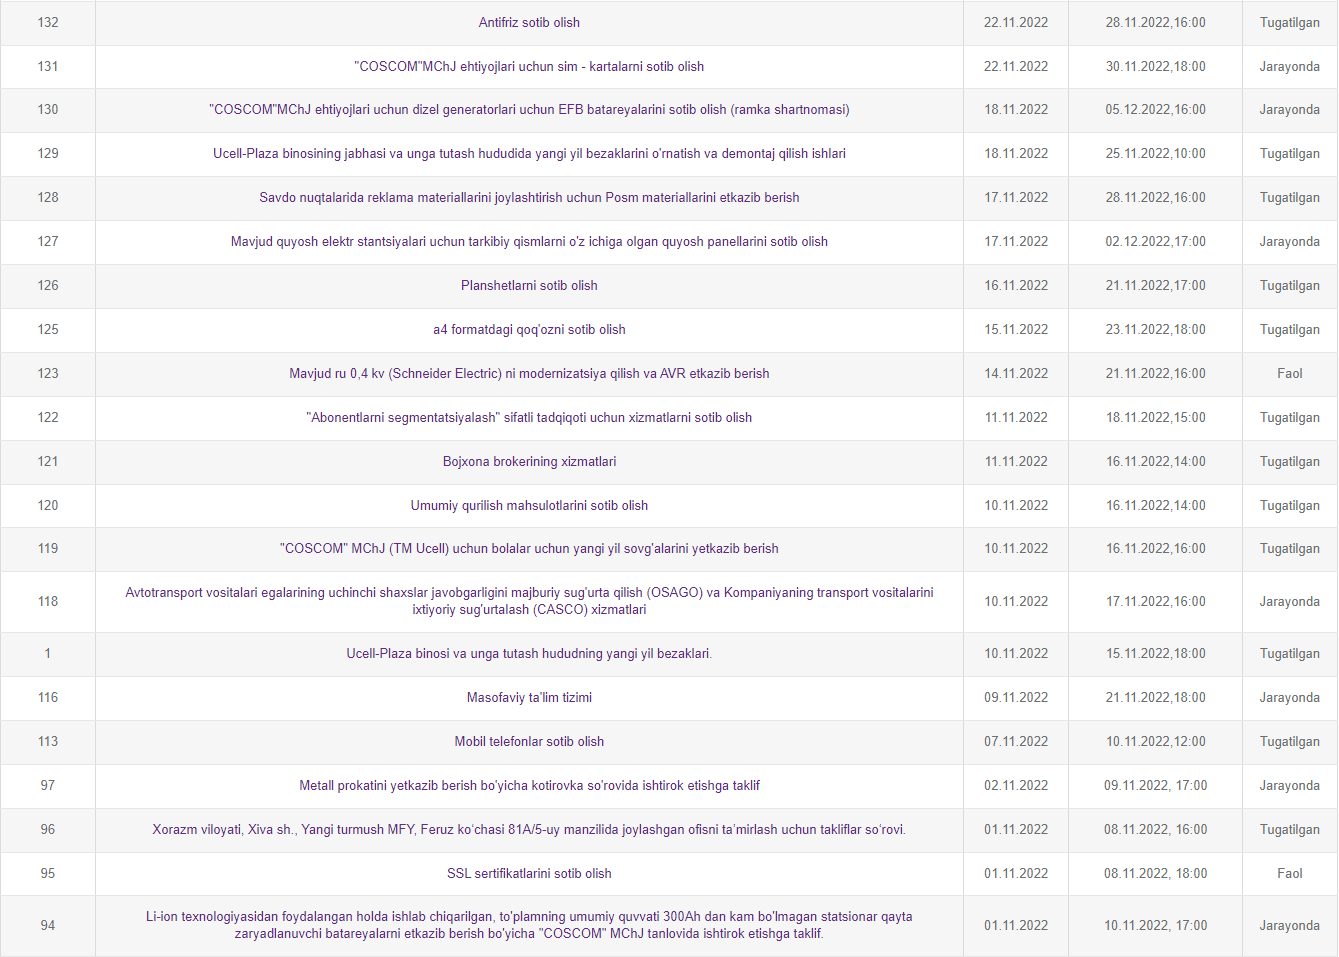 132 Antifriz sotib olish 22.11.2022 28.11.2022,16:00 Tugatilgan
131 "COSCOM"MChJ ehtiyojlari uchun sim - kartalarni sotib olish 22.11.2022 30.11.2022,18:00 Jarayonda
130 "COSCOM"MChJ ehtiyojlari uchun dizel generatorlari uchun EFB batareyalarini sotib olish (ramka shartnomasi) 18.11.2022 05.12.2022,16:00 Jarayonda
129 Ucell-Plaza binosining jabhasi va unga tutash hududida yangi yil bezaklarini o'rnatish va demontaj qilish ishlari 18.11.2022 25.11.2022,10:00 Tugatilgan
128 Savdo nuqtalarida reklama materiallarini joylashtirish uchun Posm materiallarini etkazib berish 17.11.2022 28.11.2022,16:00 Tugatilgan
127 Mavjud quyosh elektr stantsiyalari uchun tarkibiy qismlarni o'z ichiga olgan quyosh panellarini sotib olish 17.11.2022 02.12.2022,17:00 Jarayonda
126 Planshetlarni sotib olish 16.11.2022 21.11.2022,17:00 Tugatilgan
125 a4 formatdagi qoq'ozni sotib olish 15.11.2022 23.11.2022,18:00 Tugatilgan
123 Mavjud ru 0,4 kv (Schneider Electric) ni modernizatsiya qilish va AVR etkazib berish 14.11.2022 21.11.2022,16:00 Faol
122 "Abonentlarni segmentatsiyalash" sifatli tadqiqoti uchun xizmatlarni sotib olish 11.11.2022 18.11.2022,15:00 Tugatilgan
121 Bojxona brokerining xizmatlari 11.11.2022 16.11.2022,14:00 Tugatilgan
120 Umumiy qurilish mahsulotlarini sotib olish 10.11.2022 16.11.2022,14:00 Tugatilgan
119 "COSCOM" MChJ (TM Ucell) uchun bolalar uchun yangi yil sovg'alarini yetkazib berish 10.11.2022 16.11.2022,16:00 Tugatilgan
118 Avtotransport vositalari egalarining uchinchi shaxslar javobgarligini majburiy sug'urta qilish (OSAGO) va Kompaniyaning transport vositalarini
ixtiyoriy sug'urtalash (CASCO) xizmatlari 10.11.2022 17.11.2022,16:00 Jarayonda
1 Ucell-Plaza binosi va unga tutash hududning yangi yil bezaklari. 10.11.2022 15.11.2022,18:00 Tugatilgan
116 Masofaviy ta'lim tizimi 09.11.2022 21.11.2022,18:00 Jarayonda
113 Mobil telefonlar sotib olish 07.11.2022 10.11.2022,12:00 Tugatilgan
97 Metall prokatini yetkazib berish bo'yicha kotirovka so'rovida ishtirok etishga taklif 02.11.2022 09.11.2022, 17:00 Jarayonda
96 Xorazm viloyati, Xiva sh., Yangi turmush MFY, Feruz ko‘chasi 81A/5-uy manzilida joylashgan ofisni ta’mirlash uchun takliflar so‘rovi. 01.11.2022 08.11.2022, 16:00 Tugatilgan
95 SSL sertifikatlarini sotib olish 01.11.2022 08.11.2022, 18:00 Faol
94 Li-ion texnologiyasidan foydalangan holda ishlab chiqarilgan, to'plamning umumiy quvvati 300Ah dan kam bo'lmagan statsionar qayta
zaryadlanuvchi batareyalarni etkazib berish bo'yicha "COSCOM" MChJ tanlovida ishtirok etishga taklif. 01.11.2022 10.11.2022, 17:00 Jarayonda